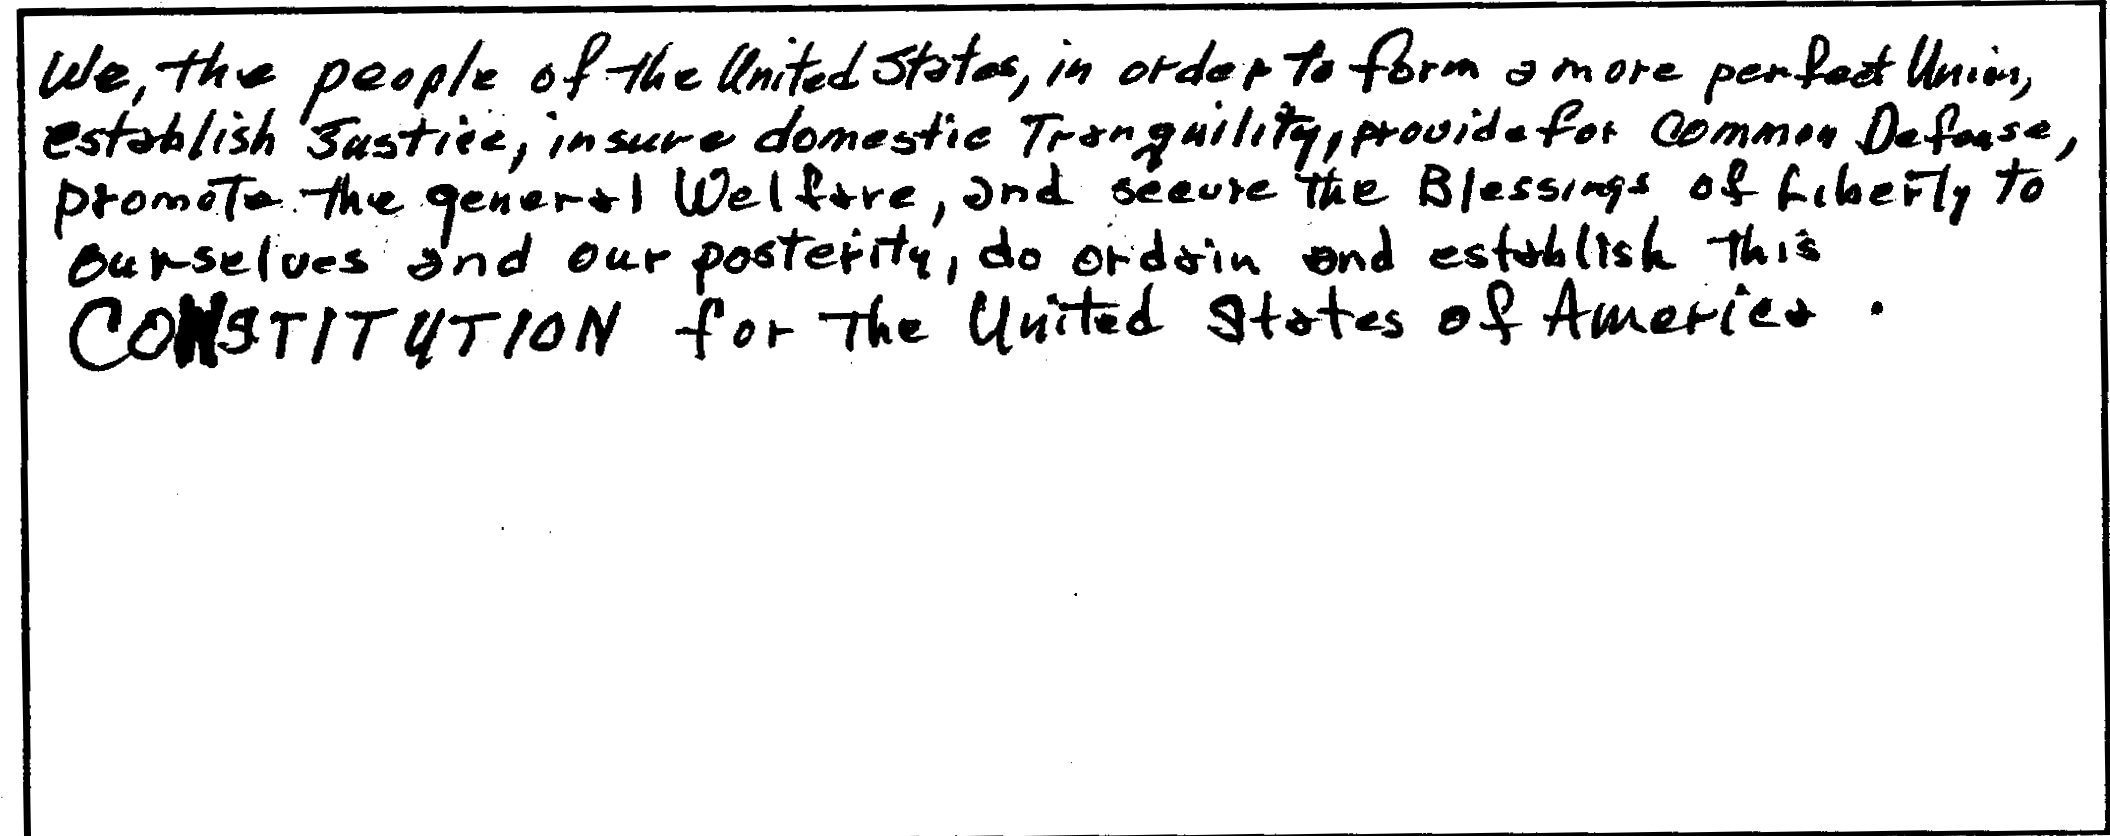 We, the people of the United States, in order to form a more perfect Union,
establish Justice, insure domestic Tranquility, provide for Common Defense,
promote the general Welfare, and secure the Blessings of Liberty to
ourselves and our posterity, do ordain and establish this
CONSTITUTION for the United States of America.